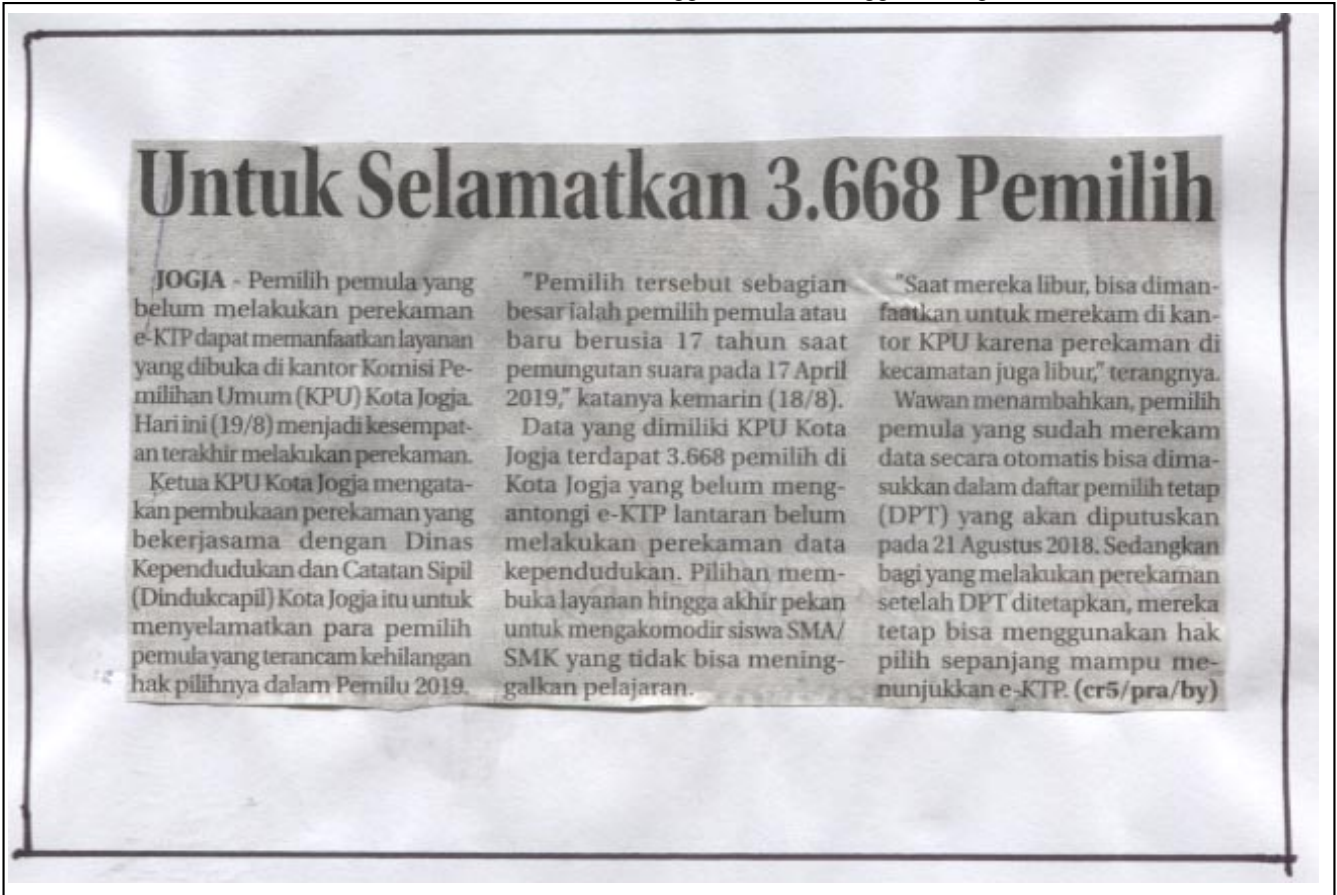 Untuk Selamatkan 3.668 Pemilih
JOGJA - Pemilih pemula yang
belum melakukan perekaman
e-KTP dapat memanfaatkan layanan
yang dibuka di kantor Komisi Pe-
milihan Umum (KPU) Kota Jogja.
Hari ini (19/8) menjadi kesempat-
an terakhir melakukan perekaman.
Ketua KPU Kota Jogja mengata-
kan pembukaan perekaman yang
bekerjasama dengan Dinas
Kependudukan dan Catatan Sipil
(Dindukcapil) Kota Jogja itu untuk
menyelamatkan para pemilih
pemula yang terancam kehilangan
hak pilihnya dalam Pemilu 2019.
"Pemilih tersebut sebagian
besar ialah pemilih pemula atau
baru berusia 17 tahun saat
pemungutan suara pada 17 April
2019," katanya kemarin (18/8).
Data yang dimiliki KPU Kota
Jogja terdapat 3.668 pemilih di
Kota Jogja yang belum meng-
antongi e-KTP lantaran belum
melakukan perekaman data
kependudukan. Pilihan mem-
buka layanan hingga akhir pekan
untuk mengakomodir siswa SMA/
SMK yang tidak bisa mening-
galkan pelajaran.
"Saat mereka libur, bisa diman-
faatkan untuk merekam di kan-
tor KPU karena perekaman di
kecamatan juga libur," terangnya.
Wawan menambahkan, pemilih
pemula yang sudah merekam
data secara otomatis bisa dima-
sukkan dalam daftar pemilih tetap
(DPT) yang akan diputuskan
pada 21 Agustus 2018. Sedangkan
bagi yang melakukan perekaman
setelah DPT ditetapkan, mereka
tetap bisa menggunakan hak
pilih sepanjang mampu me-
nunjukkan e-KTP. (cr5/pra/by)